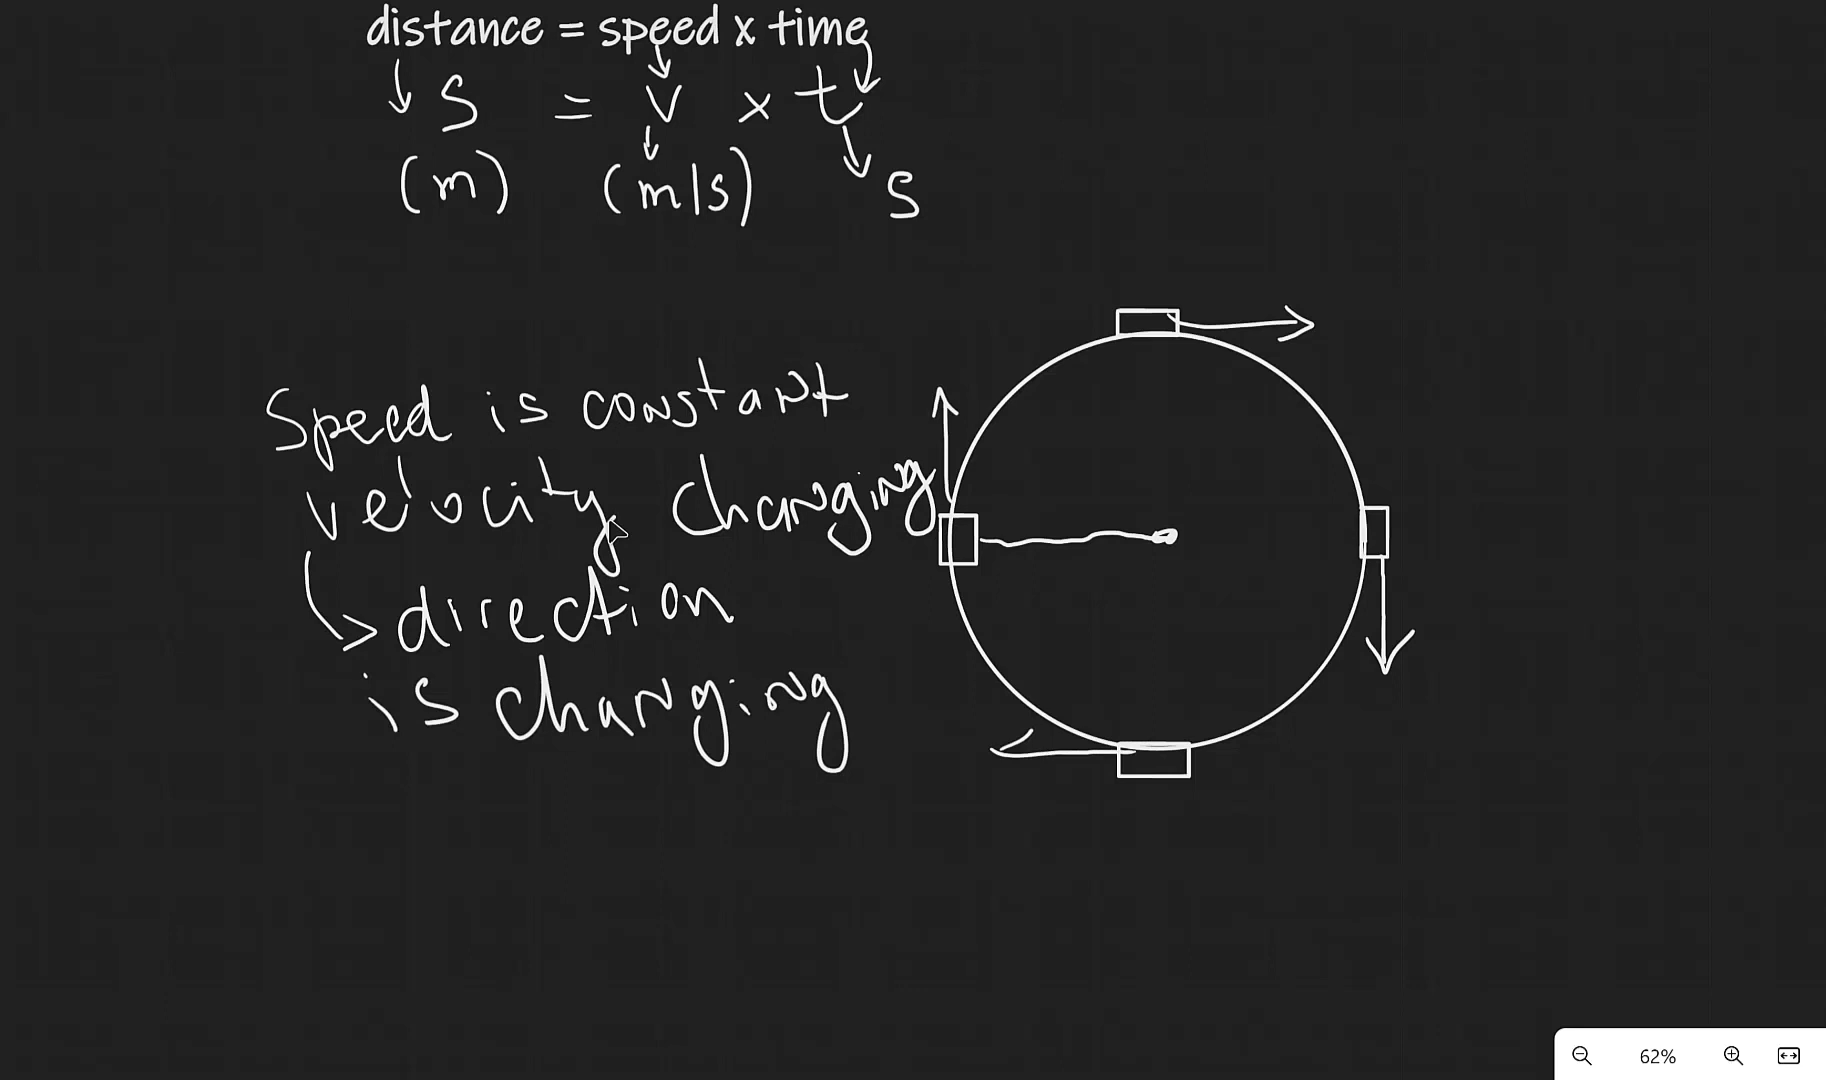 distance = speed x time
S = v x t
(m) (m/s) s
Speed is constant
velocity changing
direction
is changing
62%